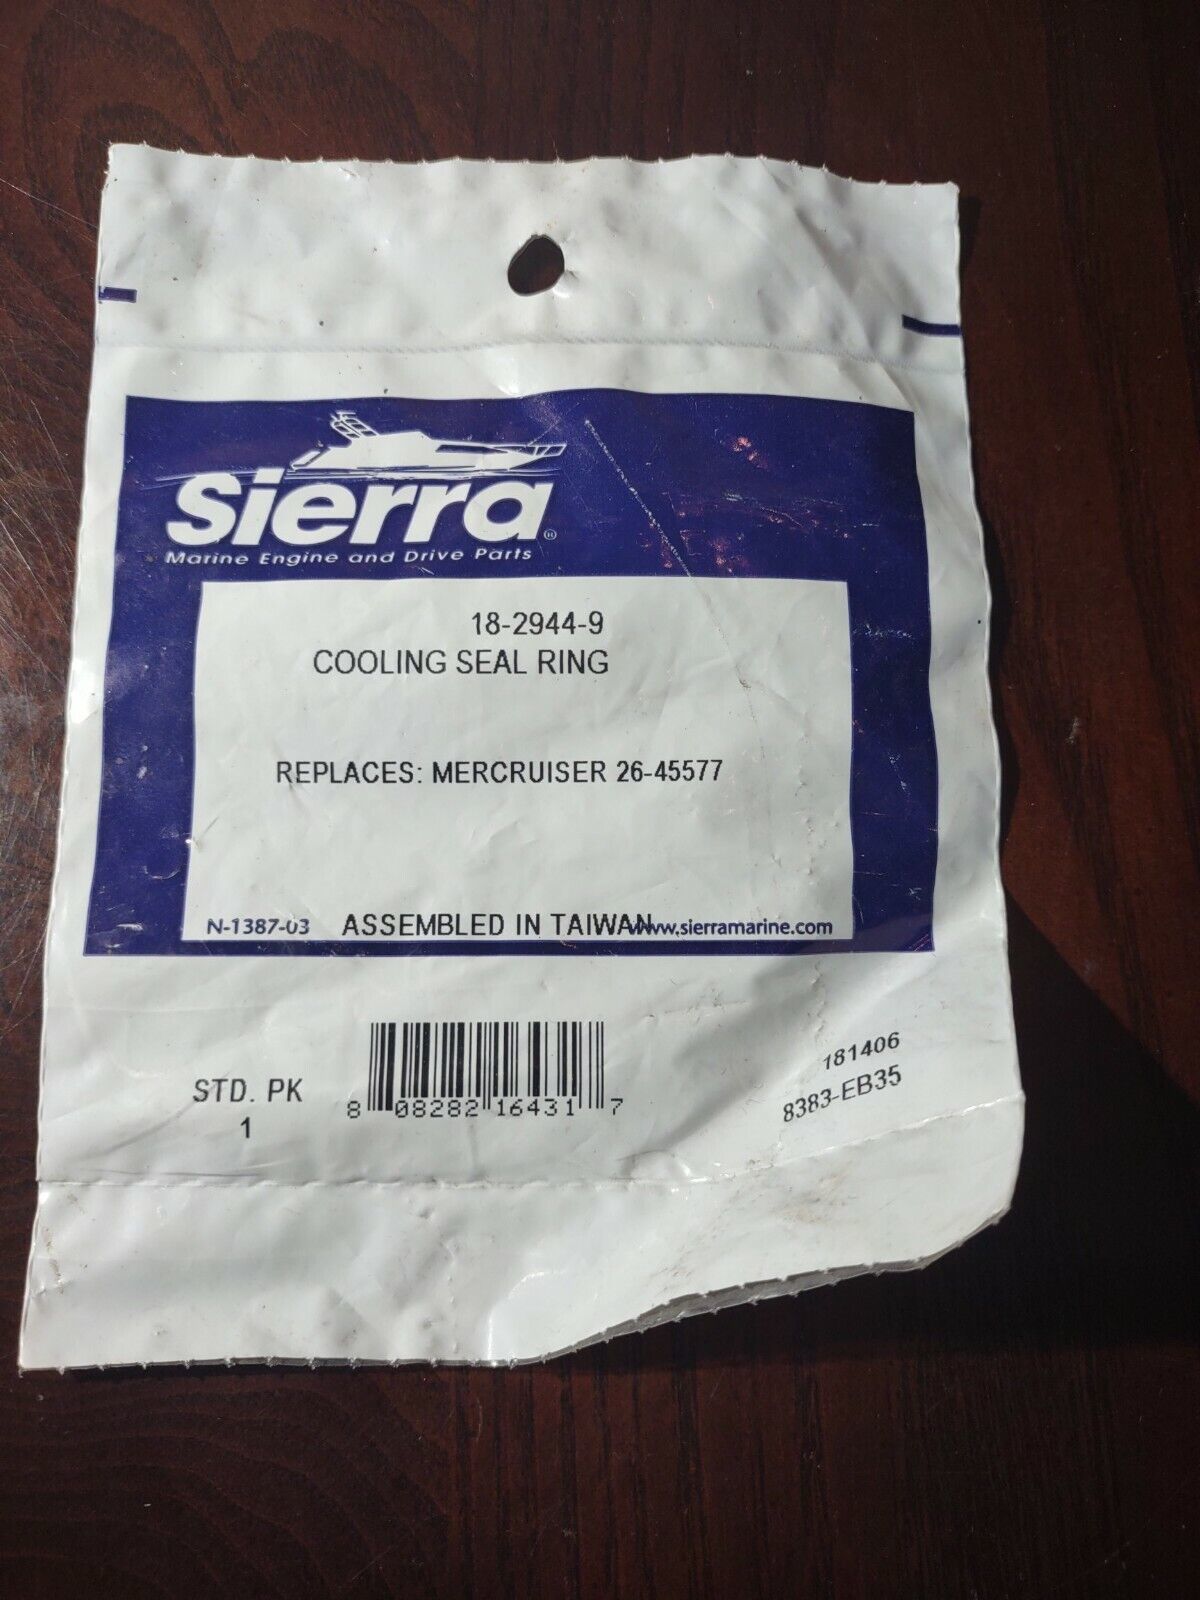 Sierra®
Marine Engine and Drive Parts
18-2944-9
COOLING SEAL RING
REPLACES: MERCRUISER 26-45577
N-1387-03 ASSEMBLED IN TAIWAN www.sierramarine.com
181406
8383-EB35
STD. PK
1
8 08282 16431 7